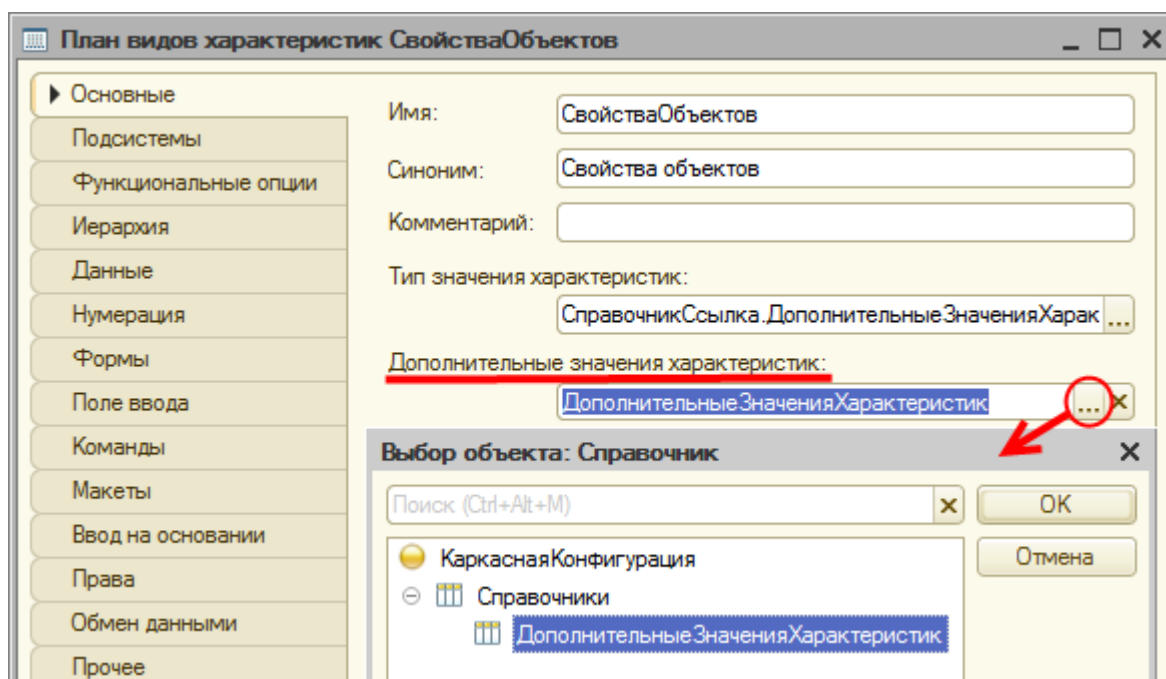 План видов характеристик СвойстваОбъектов
Основные
Подсистемы
Функциональные опции
Иерархия
Данные
Нумерация
Формы
Поле ввода
Команды
Макеты
Ввод на основании
Права
Обмен данными
Прочее
Имя: СвойстваОбъектов
Синоним: Свойства объектов
Комментарий:
Тип значения характеристик:
СправочникСсылка.ДополнительныеЗначенияХарак ...
Дополнительные значения характеристик:
ДополнительныеЗначенияХарактеристик ...
Выбор объекта: Справочник
Поиск (Ctrl+Alt+M)
OK
КаркаснаяКонфигурация
Отмена
Справочники
ДополнительныеЗначенияХарактеристик